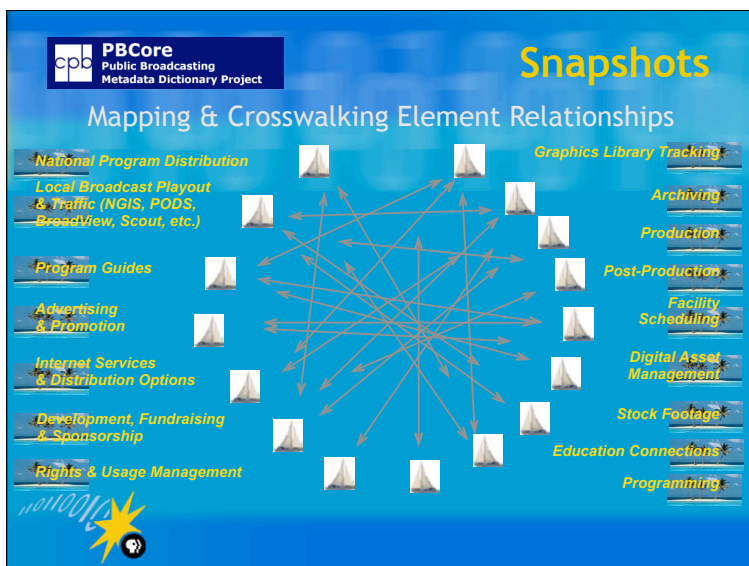 cpb
PBCore
Public Broadcasting
Metadata Dictionary Project
Snapshots
Mapping & Crosswalking Element Relationships
National Program Distribution
Local Broadcast Playout
& Traffic (NGIS, PODS,
BroadView, Scout, etc.)
Program Guides
Advertising
& Promotion
Internet Services
& Distribution Options
Development, Fundraising
& Sponsorship
Rights & Usage Management
Graphics Library Tracking
Archiving
Production
Post-Production
Facility
Scheduling
Digital Asset
Management
Stock Footage
Education Connections
Programming